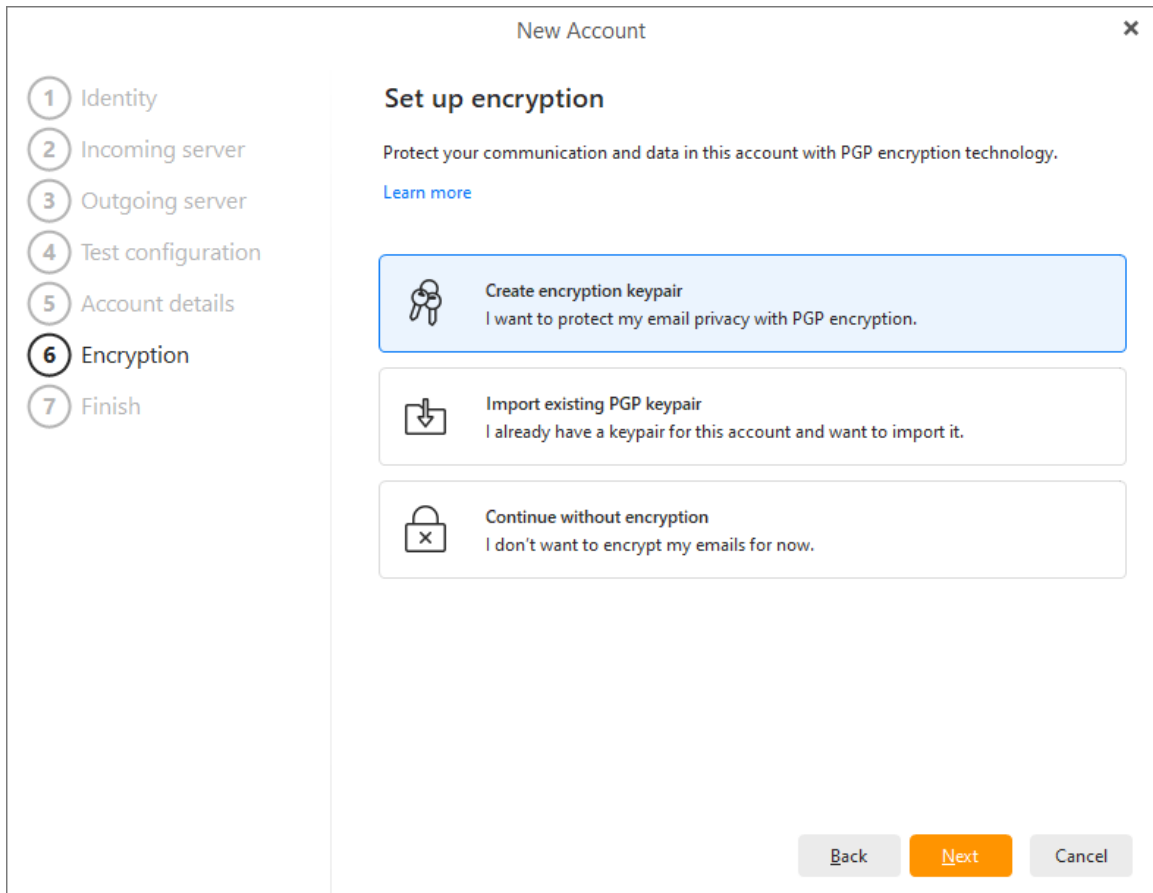 New Account
1 Identity
2 Incoming server
3 Outgoing server
4 Test configuration
5 Account details
6 Encryption
7 Finish
Set up encryption
Protect your communication and data in this account with PGP encryption technology.
Learn more
Create encryption keypair
I want to protect my email privacy with PGP encryption.
Import existing PGP keypair
I already have a keypair for this account and want to import it.
Continue without encryption
I don't want to encrypt my emails for now.
Back Next Cancel